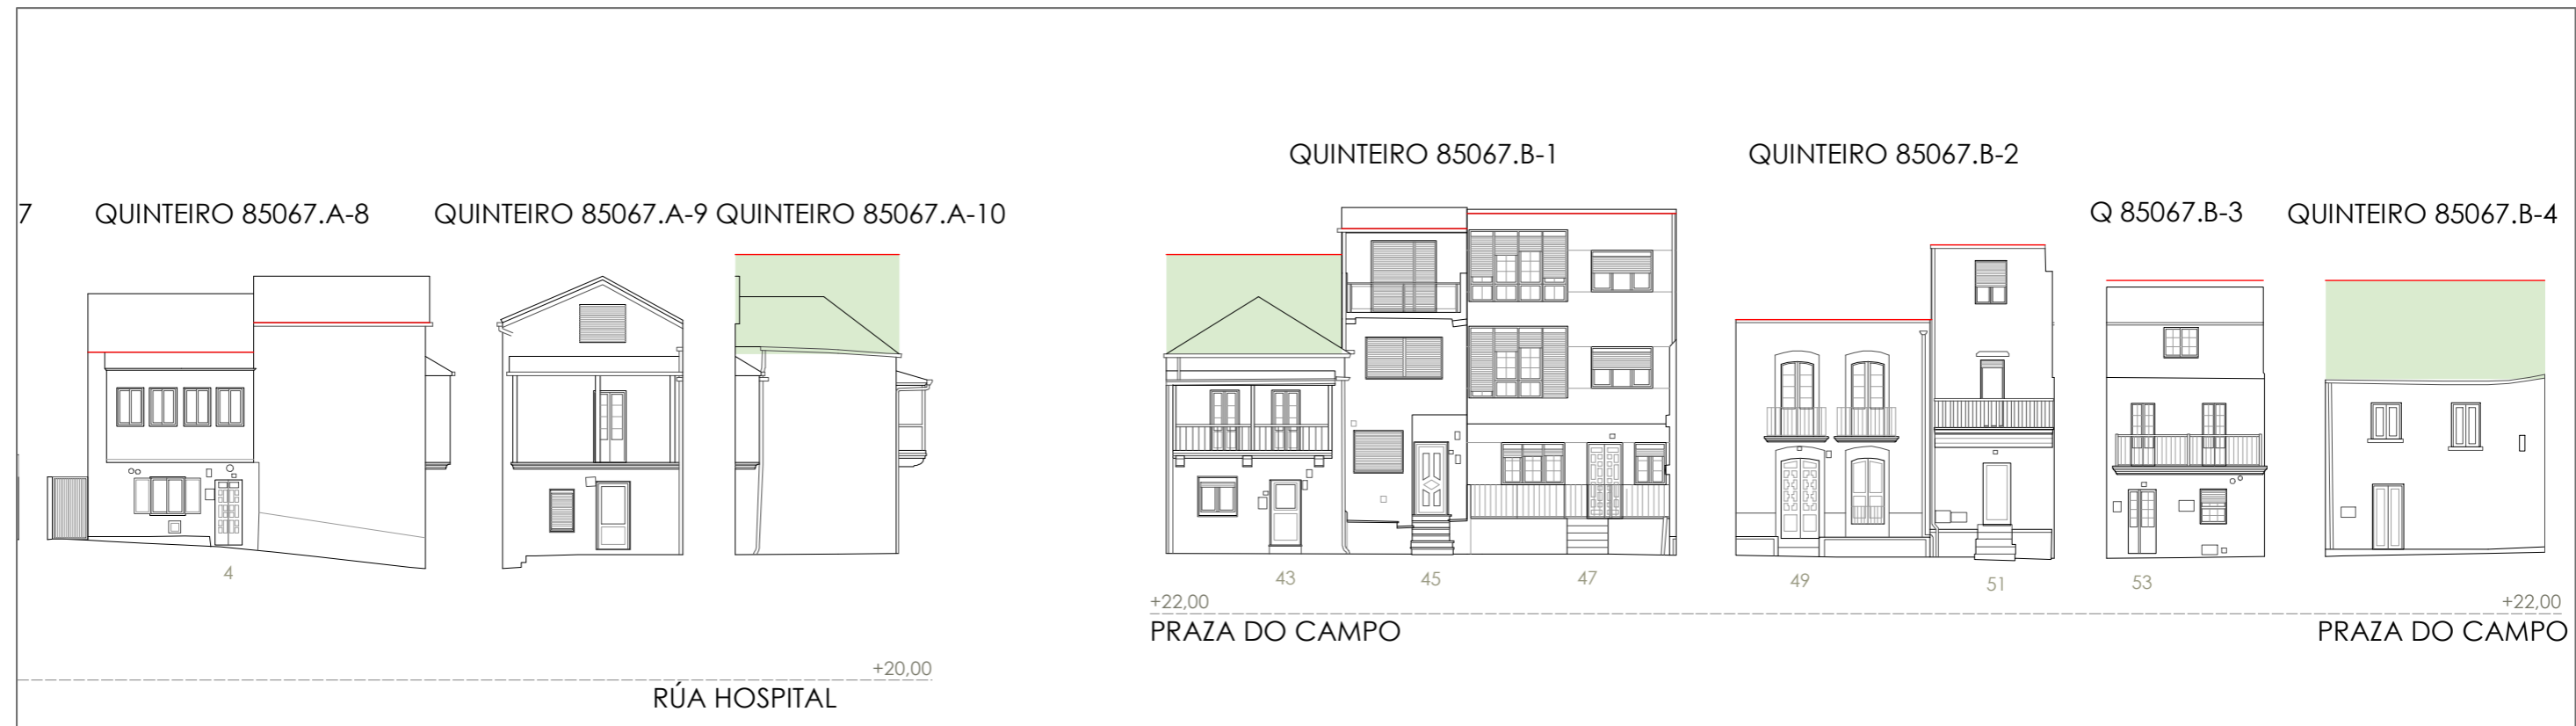 QUINTEIRO 85067.B-1
QUINTEIRO 85067.B-2
7
QUINTEIRO 85067.A-8
QUINTEIRO 85067.A-9
QUINTEIRO 85067.A-10
Q 85067.B-3
QUINTEIRO 85067.B-4
4
43
45
47
49
51
53
+22,00
+22,00
PRAZA DO CAMPO
PRAZA DO CAMPO
+20,00
RÚA HOSPITAL